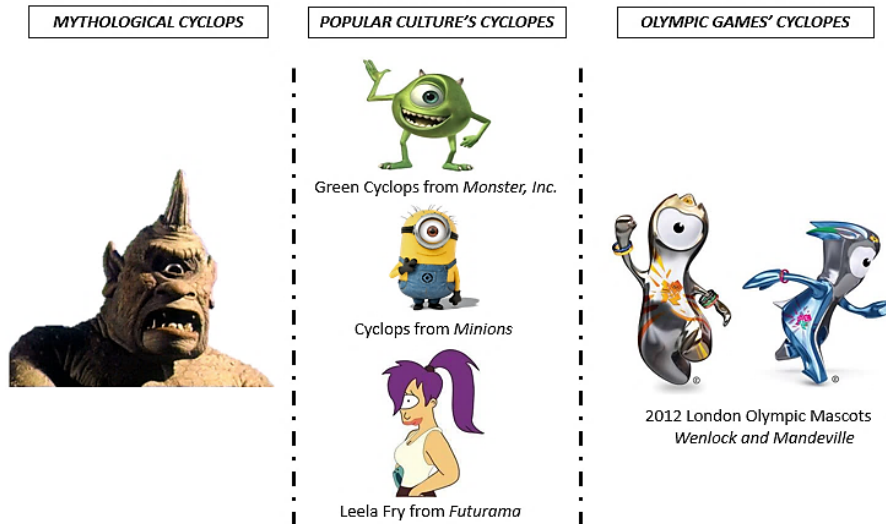 MYTHOLOGICAL CYCLOPS
POPULAR CULTURE'S CYCLOPES
OLYMPIC GAMES' CYCLOPES
Green Cyclops from Monster, Inc.
Cyclops from Minions
Leela Fry from Futurama
®
®
2012 London Olympic Mascots
Wenlock and Mandeville